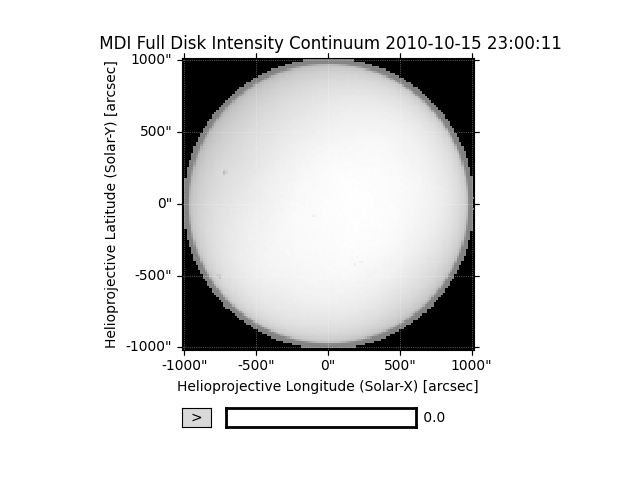 MDI Full Disk Intensity Continuum 2010-10-15 23:00:11
Helioprojective Latitude (Solar-Y) [arcsec]
1000"
500"
0"
-500"
-1000"
-1000" -500" 0" 500" 1000"
Helioprojective Longitude (Solar-X) [arcsec]
> 0.0